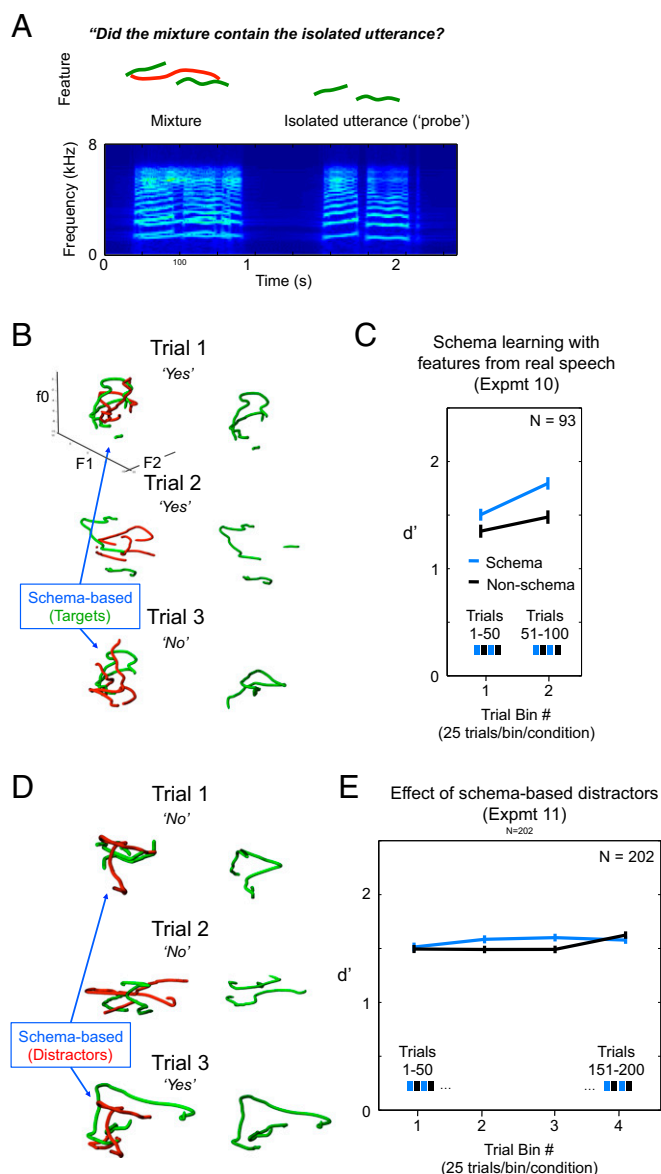 A
“Did the mixture contain the isolated utterance?
Feature
Mixture
Isolated utterance (‘probe’)
Frequency (kHz)
8
0
0
100
1
2
Time (s)
B
Trial 1
‘Yes’
f0
F1
F2
Trial 2
‘Yes’
Schema-based
(Targets)
Trial 3
‘No’
C
Schema learning with
features from real speech
(Expmt 10)
N = 93
2
d’
1
0
Schema
Non-schema
Trials
1-50
Trials
51-100
1
2
Trial Bin #
(25 trials/bin/condition)
D
Trial 1
‘No’
Trial 2
‘No’
Schema-based
(Distractors)
Trial 3
‘Yes’
E
Effect of schema-based distractors
(Expmt 11)
N=202
N = 202
2
d’
1
0
Trials
1-50
...
Trials
151-200
...
1
2
3
4
Trial Bin #
(25 trials/bin/condition)